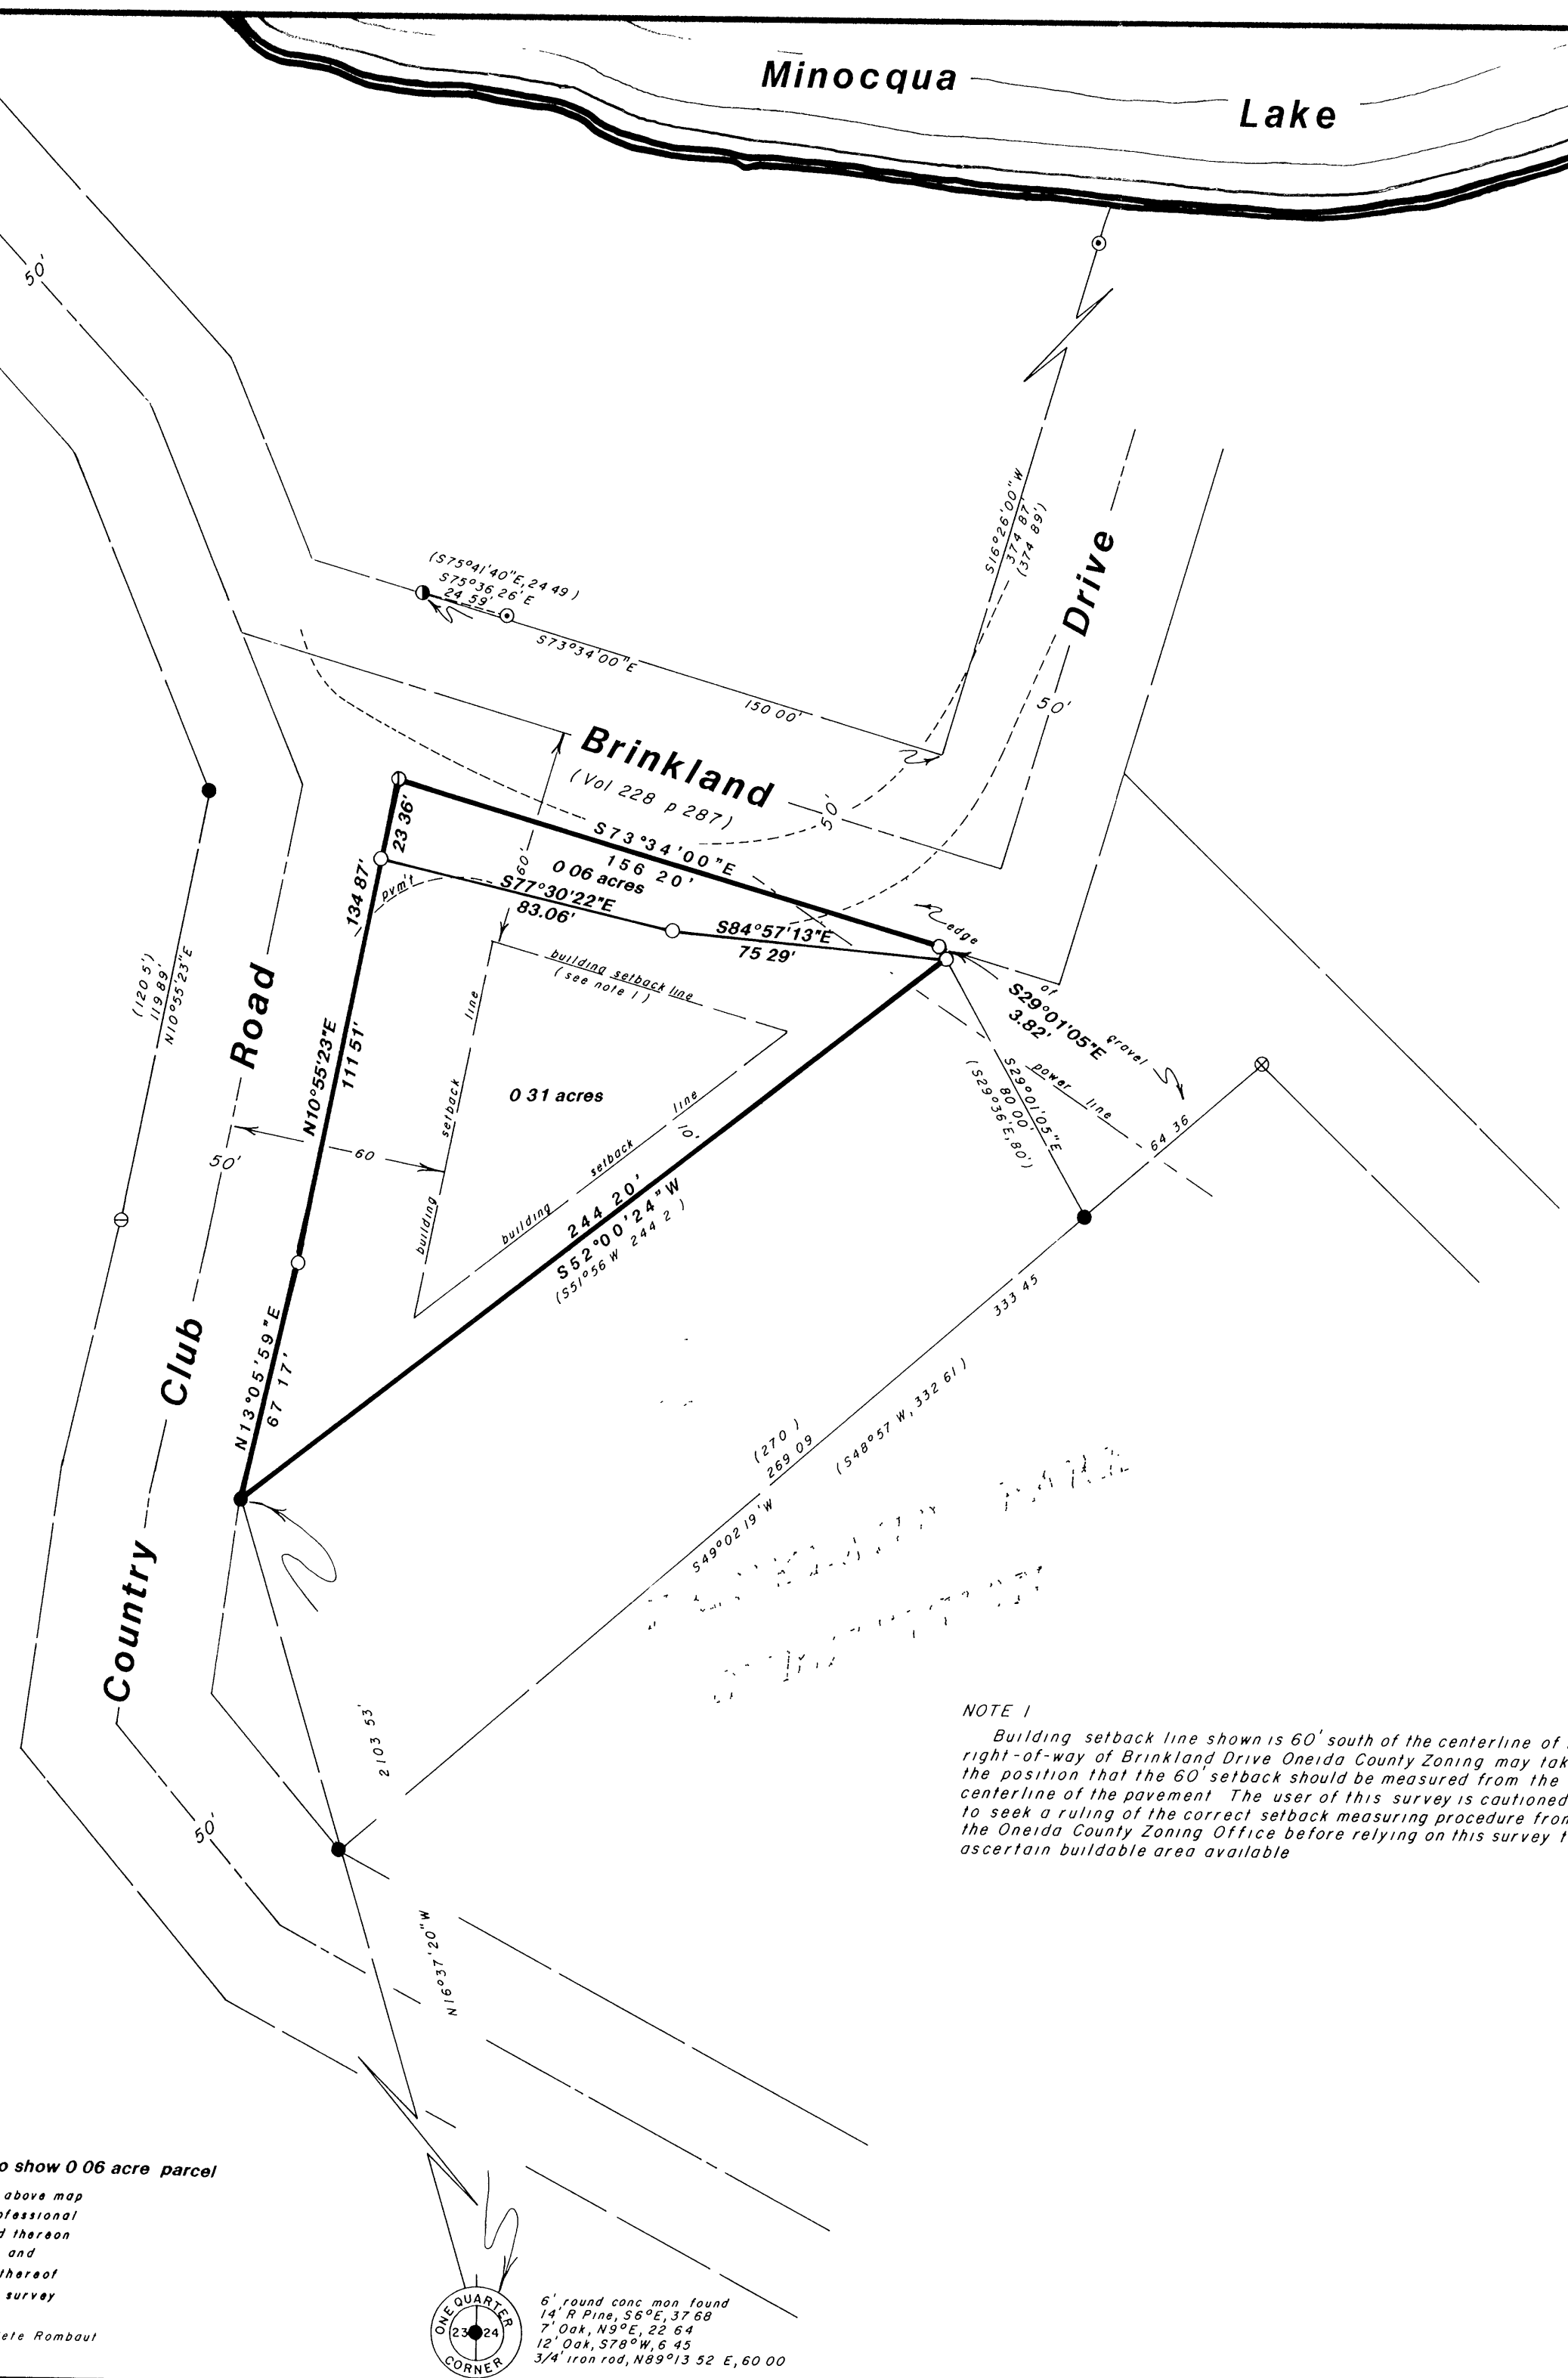 Minocqua
Lake
50'
S16°26'00"W
374 87'
(374 89')
Drive
(S75°41'40"E, 24 49)
S75°36 26'E
24 59'
S73°34'00"E
150 00'
50'
Brinkland
(Vol 228 p 287)
50'
23 36'
S73°34'00"E
156 20'
0 06 acres
60'
134 87'
pvm't
S77°30'22"E
83.06'
S84°57'13"E
75 29'
edge
of
gravel
building setback line
(see note 1)
S29°01'05"E
3.82'
(120 5')
119 89'
N10°55'23"E
Road
N10°55'23"E
111 51'
line
setback
building
0 31 acres
S29°01'05"E
80 00'
(S29°36'E, 80')
power line
64 36
60
50'
line
setback
building
10'
244 20'
S52°00'24"W
(S51°56 W 244 2)
333 45
N13°05'59"E
67 17'
Club
(S48°57 W, 332 61)
(270)
269 09
S49°02 19'W
Country
2103 53'
50'
N16°37'20"W
NOTE 1
Building setback line shown is 60' south of the centerline of
right-of-way of Brinkland Drive Oneida County Zoning may
the position that the 60' setback should be measured from the
centerline of the pavement The user of this survey is cautioned
to seek a ruling of the correct setback measuring procedure
the Oneida County Zoning Office before relying on this survey
ascertain buildable area available
show 0 06 acre parcel
above map
thereon
and
thereof
survey
Rombaut
ONE QUARTER
23 24
CORNER
6' round conc mon found
14' R Pine, S6°E, 37 68
7' Oak, N9°E, 22 64
12' Oak, S78°W, 6 45
3/4' iron rod, N89°13 52 E, 60 00